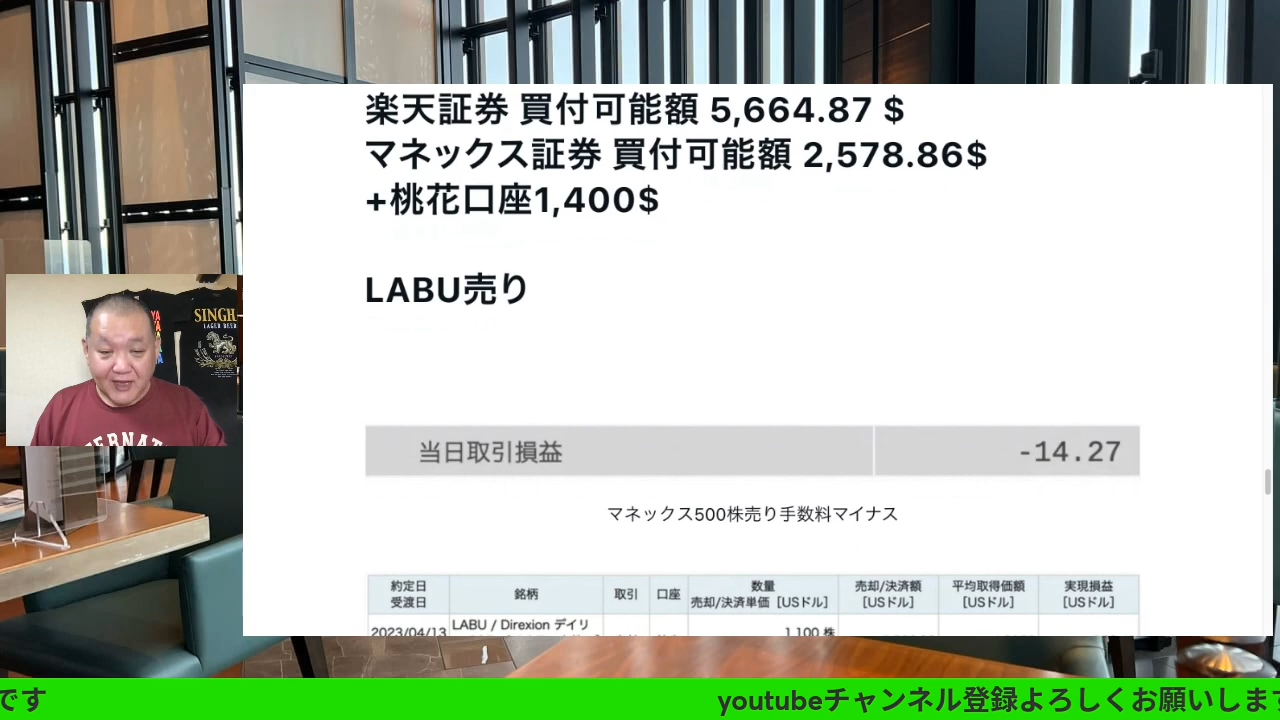 楽天証券 買付可能額 5,664.87 $
マネックス証券 買付可能額 2,578.86$
+桃花口座1,400$
LABU売り
当日取引損益 -14.27
マネックス500株売り手数料マイナス
約定日
受渡日
銘柄
取引
口座
数量
売却/決済単価［USドル］
売却/決済額
［USドル］
平均取得価額
［USドル］
実現損益
［USドル］
2023/04/13
LABU / Direxion デイリ
1,100 株
SINGH
LAGER BEER
です
youtubeチャンネル登録よろしくお願いします